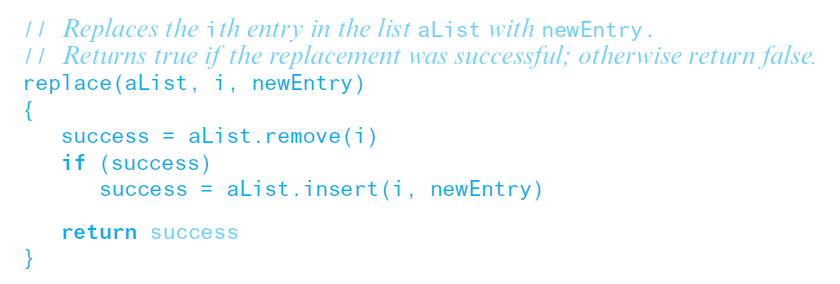 // Replaces the ith entry in the list aList with newEntry.
// Returns true if the replacement was successful; otherwise return false.
replace(aList, i, newEntry)
{
success = aList.remove(i)
if (success)
success = aList.insert(i, newEntry)
return success
}